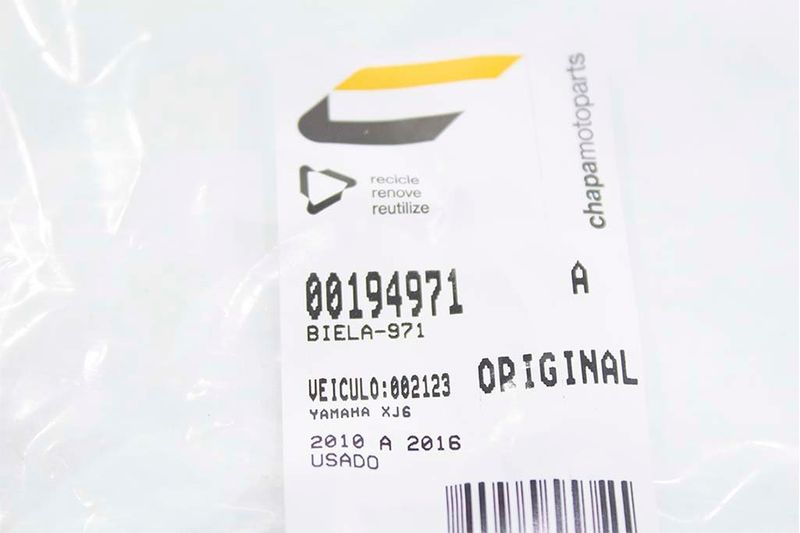 chapamotoparts
recicle
renove
reutilize
00194971
A
BIELA-971
VEICULO:002123
ORIGINAL
YAMAHA XJ6
2010 A 2016
USADO